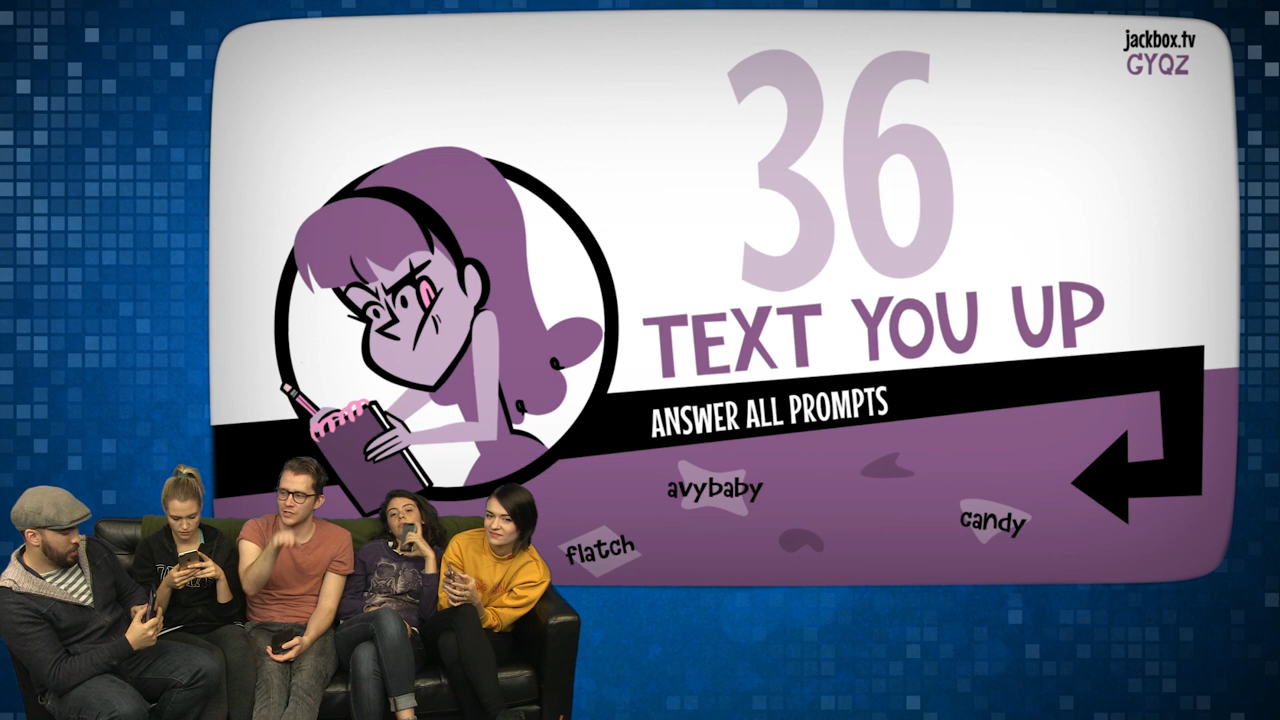 jackbox.tv
GYQZ
36
TEXT YOU UP
ANSWER ALL PROMPTS
avybaby
candy
flatch